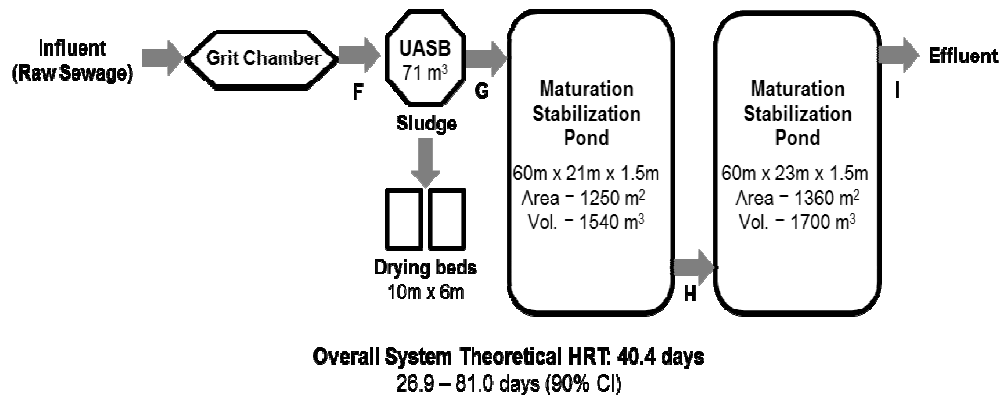 Influent
(Raw Sewage)
Grit Chamber
F
UASB
71 m³
G
Sludge
Drying beds
10m x 6m
Maturation
Stabilization
Pond
60m x 21m x 1.5m
Area = 1250 m²
Vol. = 1540 m³
H
Maturation
Stabilization
Pond
60m x 23m x 1.5m
Area = 1360 m²
Vol. = 1700 m³
I
Effluent
Overall System Theoretical HRT: 40.4 days
26.9 – 81.0 days (90% CI)